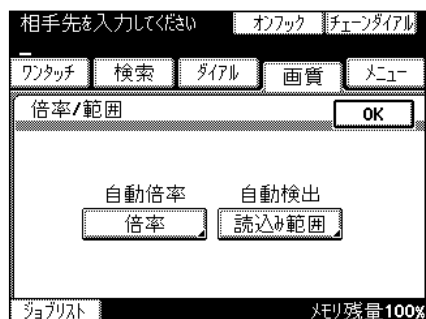 相手先を入力してください オンフック チェーンダイアル
ワンタッチ 検索 ダイアル 画質 メニュー
倍率/範囲 OK
自動倍率 自動検出
倍率 読込み範囲
ジョブリスト メモリ残量100%